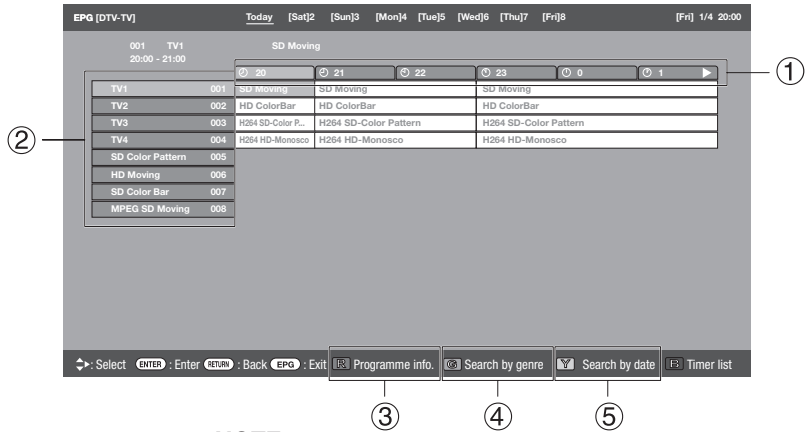 EPG [DTV-TV] Today [Sat]2 [Sun]3 [Mon]4 [Tue]5 [Wed]6 [Thu]7 [Fri]8 [Fri] 1/4 20:00
001 TV1 SD Moving
20:00 - 21:00
20 21 22 23 0 1
①
TV1 001 SD Moving SD Moving SD Moving
TV2 002 HD ColorBar HD ColorBar HD ColorBar
TV3 003 H264 SD-Color P... H264 SD-Color Pattern H264 SD-Color Pattern
②
TV4 004 H264 HD-Monosco H264 HD-Monosco H264 HD-Monosco
SD Color Pattern 005
HD Moving 006
SD Color Bar 007
MPEG SD Moving 008
: Select ENTER : Enter RETURN : Back EPG : Exit R Programme info. G Search by genre Y Search by date B Timer list
③ ④ ⑤